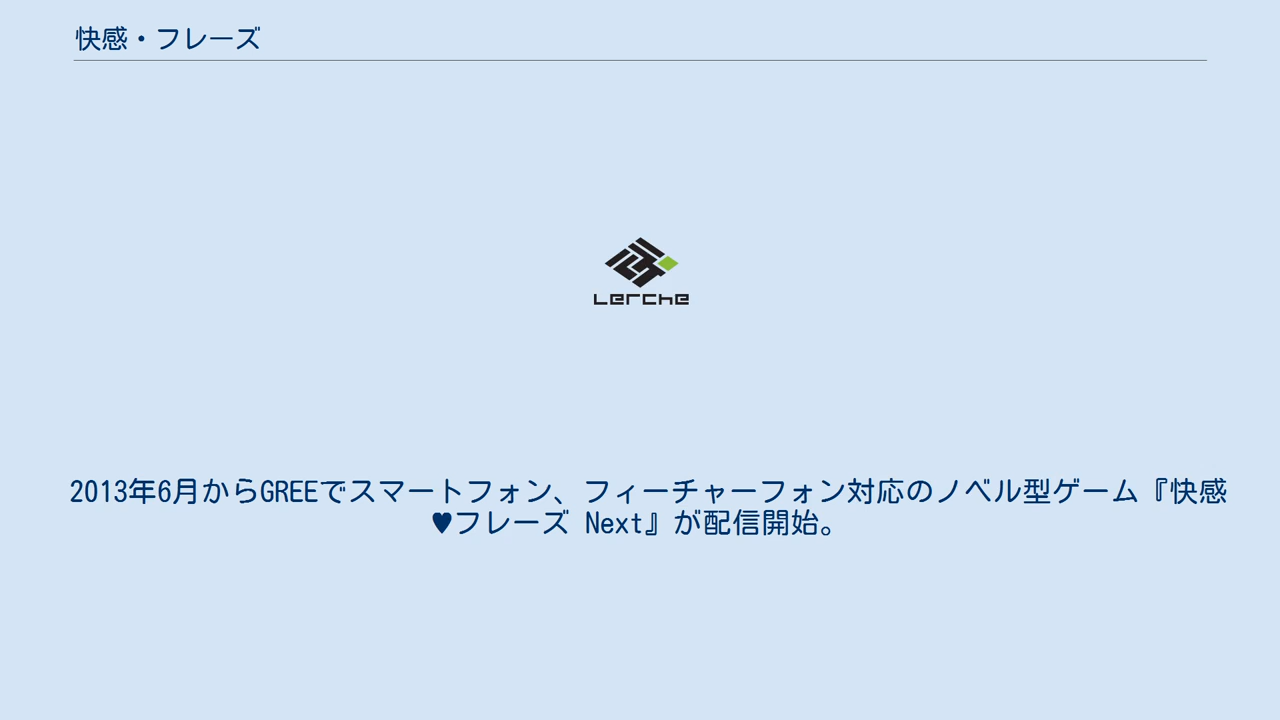 快感・フレーズ
Lerche
2013年6月からGREEでスマートフォン、フィーチャーフォン対応のノベル型ゲーム『快感
♥フレーズ Next』が配信開始。